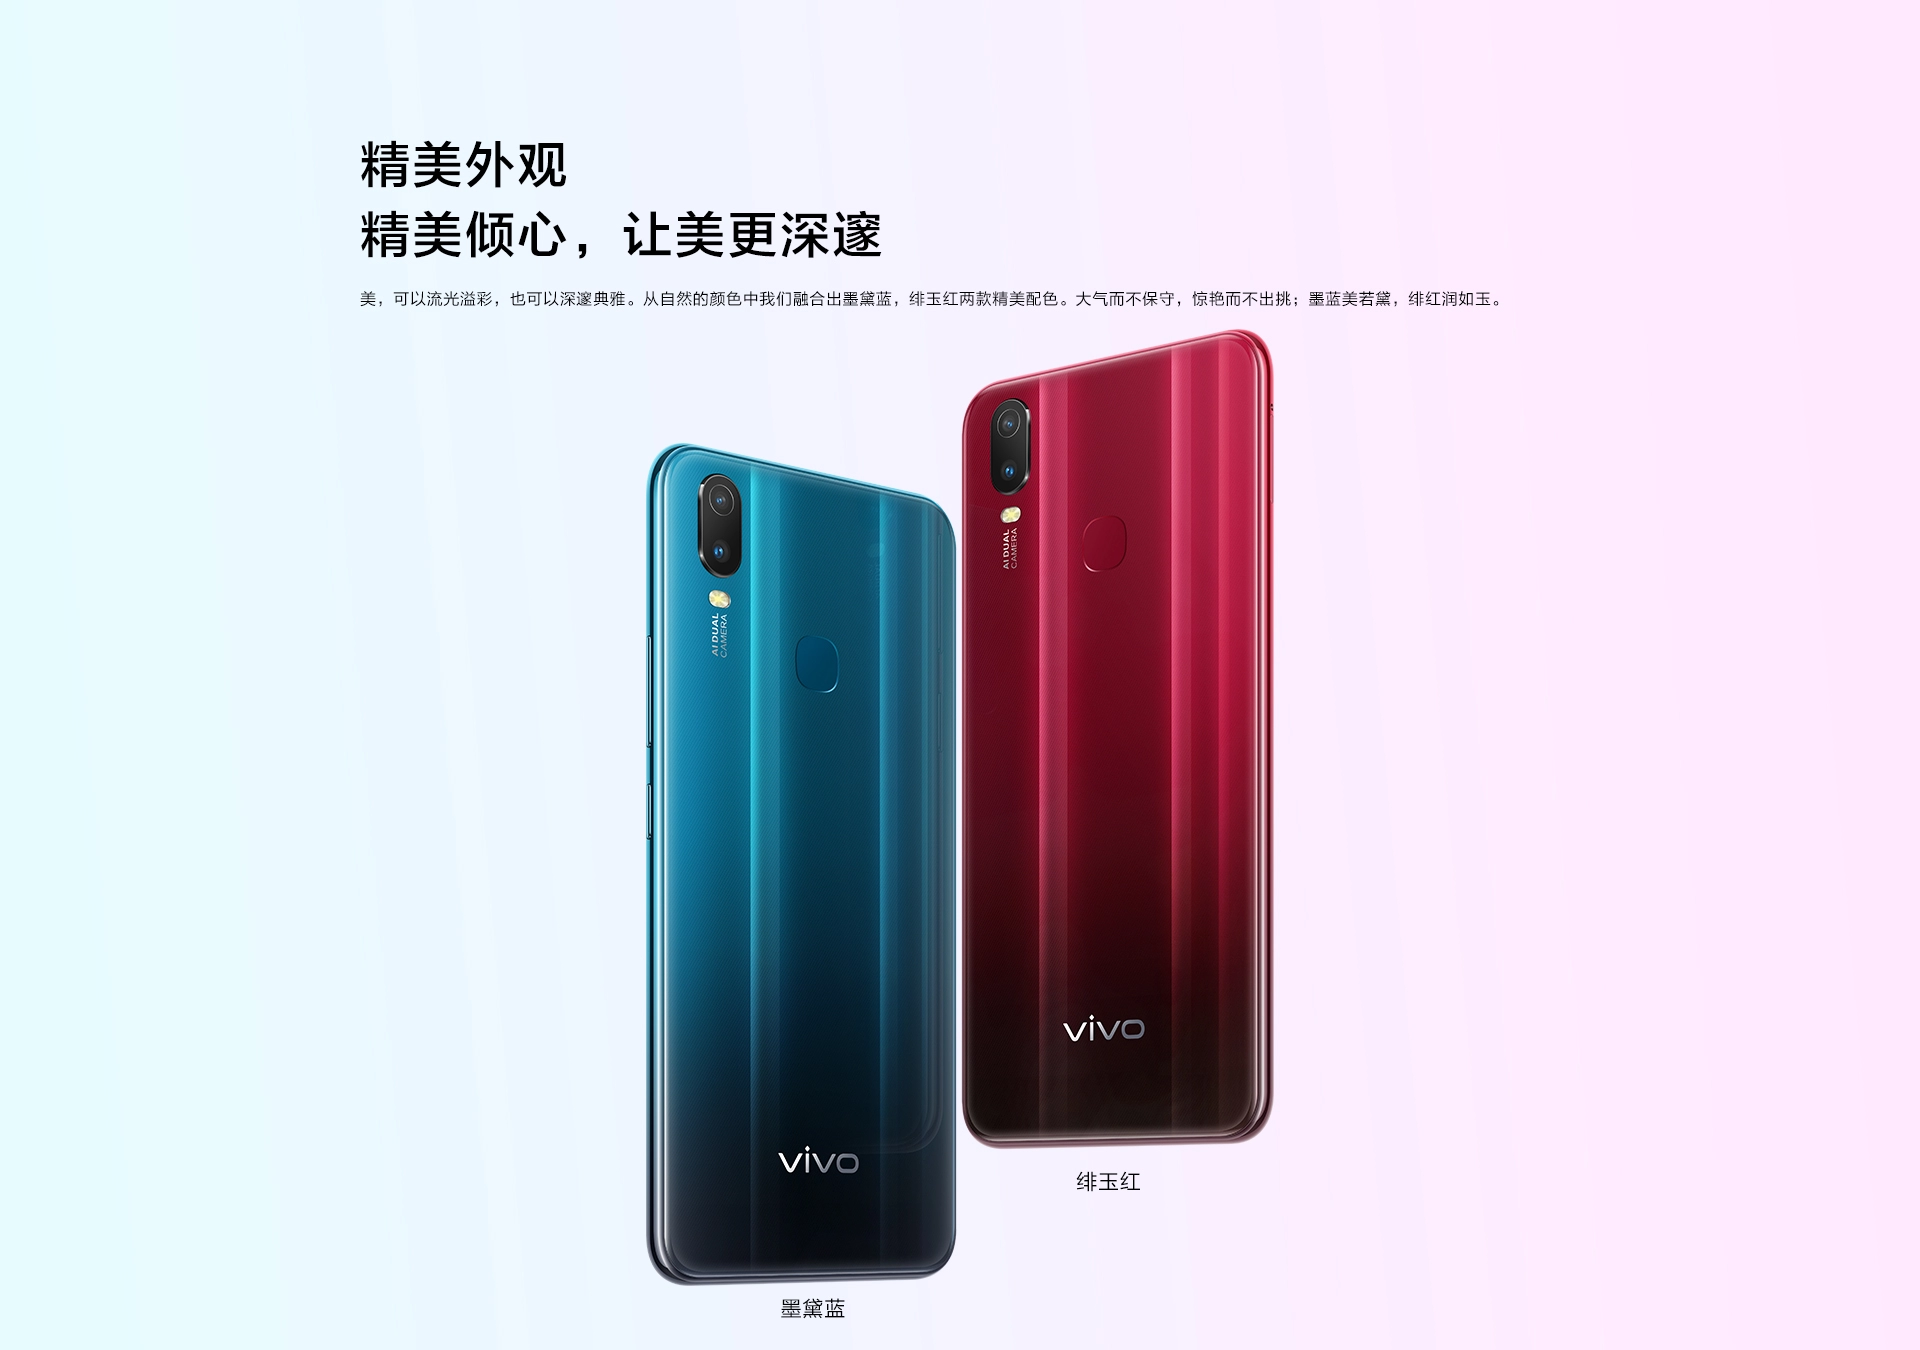 精美外观
精美倾心，让美更深邃
美，可以流光溢彩，也可以深邃典雅。从自然的颜色中我们融合出墨黛蓝，绯玉红两款精美配色。大气而不保守，惊艳而不出挑；墨蓝美若黛，绯红润如玉。
AI DUAL
CAMERA
AI DUAL
CAMERA
vivo
vivo
绯玉红
墨黛蓝